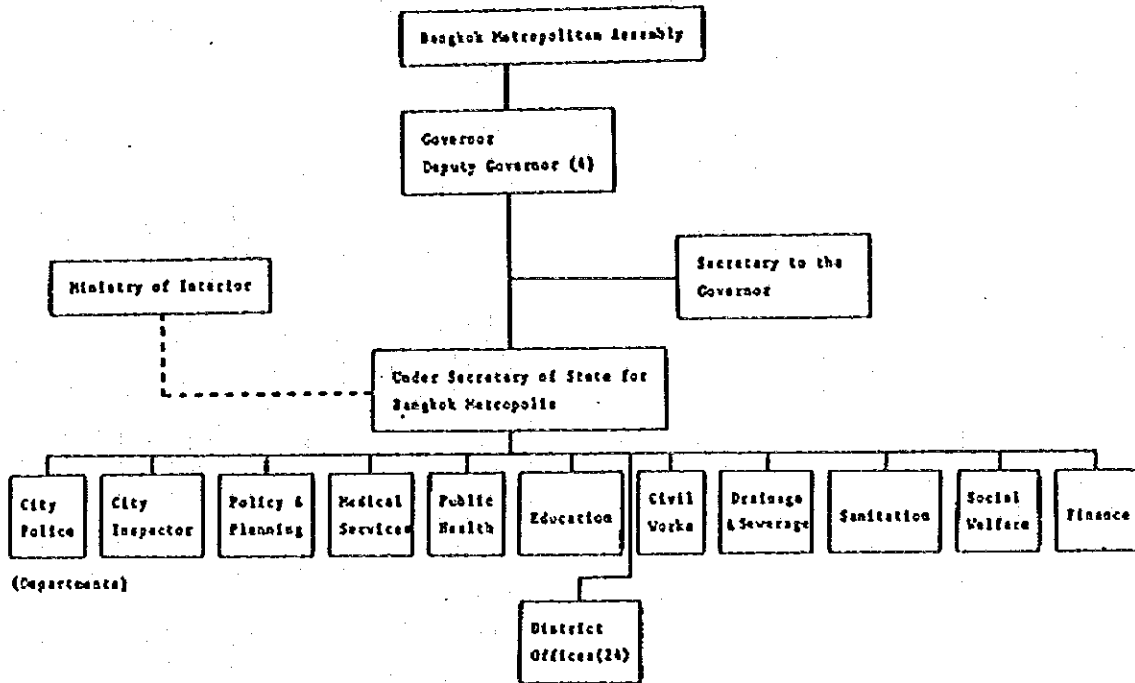 Bangkok Metropolitan Assembly
Governor
Deputy Governor (4)
Secretary to the
Governor
Ministry of Interior
Under Secretary of State for
Bangkok Metropolis
City
Police
City
Inspector
Policy &
Planning
Medical
Services
Public
Health
Education
Civil
Works
Drainage
& Sewerage
Sanitation
Social
Welfare
Finance
(Departments)
District
Offices(24)